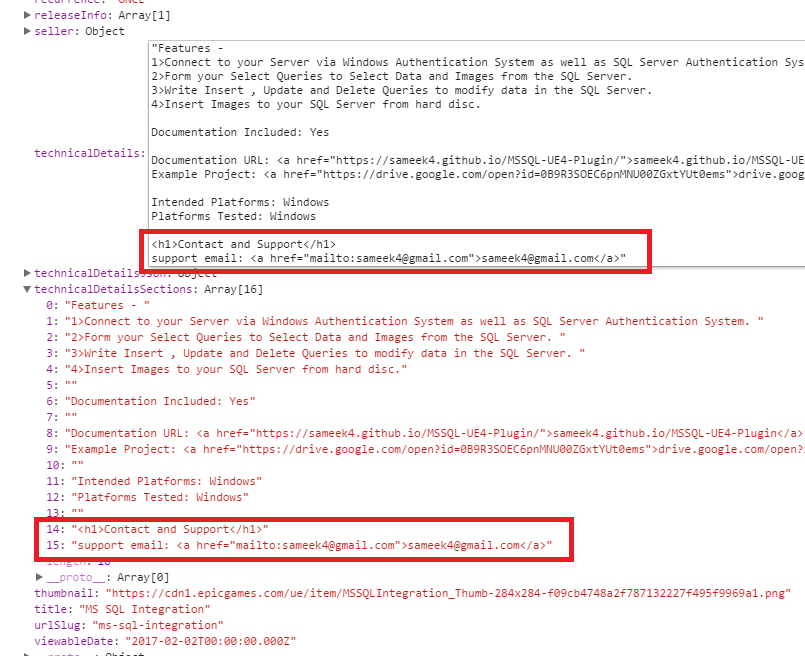 recurrence: "ONCE"
▶releaseInfo: Array[1]
▶seller: Object
"Features -
1>Connect to your Server via Windows Authentication System as well as SQL Server Authentication Sys
2>Form your Select Queries to Select Data and Images from the SQL Server.
3>Write Insert , Update and Delete Queries to modify data in the SQL Server.
4>Insert Images to your SQL Server from hard disc.
Documentation Included: Yes
technicalDetails:
Documentation URL: <a href="https://sameek4.github.io/MSSQL-UE4-Plugin/">sameek4.github.io/MSSQL-UE
Example Project: <a href="https://drive.google.com/open?id=0B9R3SOEC6pnMNU00ZGxtYUt0ems">drive.goog
Intended Platforms: Windows
Platforms Tested: Windows
<h1>Contact and Support</h1>
support email: <a href="mailto:sameek4@gmail.com">sameek4@gmail.com</a>"
▶technicalDetailsJson: Object
▼technicalDetailsSections: Array[16]
0: "Features - "
1: "1>Connect to your Server via Windows Authentication System as well as SQL Server Authentication System. "
2: "2>Form your Select Queries to Select Data and Images from the SQL Server. "
3: "3>Write Insert , Update and Delete Queries to modify data in the SQL Server. "
4: "4>Insert Images to your SQL Server from hard disc."
5: ""
6: "Documentation Included: Yes"
7: ""
8: "Documentation URL: <a href="https://sameek4.github.io/MSSQL-UE4-Plugin/">sameek4.github.io/MSSQL-UE4-Plugin</a>"
9: "Example Project: <a href="https://drive.google.com/open?id=0B9R3SOEC6pnMNU00ZGxtYUt0ems">drive.google.com/open?i
10: ""
11: "Intended Platforms: Windows"
12: "Platforms Tested: Windows"
13: ""
14: "<h1>Contact and Support</h1>"
15: "support email: <a href="mailto:sameek4@gmail.com">sameek4@gmail.com</a>"
length: 16
▶__proto__: Array[0]
thumbnail: "https://cdn1.epicgames.com/ue/item/MSSQLIntegration_Thumb-284x284-f09cb4748a2f787132227f495f9969a1.png"
title: "MS SQL Integration"
urlSlug: "ms-sql-integration"
viewableDate: "2017-02-02T00:00:00.000Z"
▶__proto__: Object